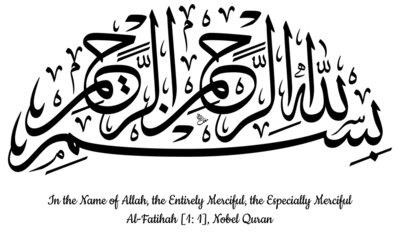 بسم الله الرحمن الرحيم
In the Name of Allah, the Entirely Merciful, the Especially Merciful
Al-Fatihah [1: 1], Nobel Quran